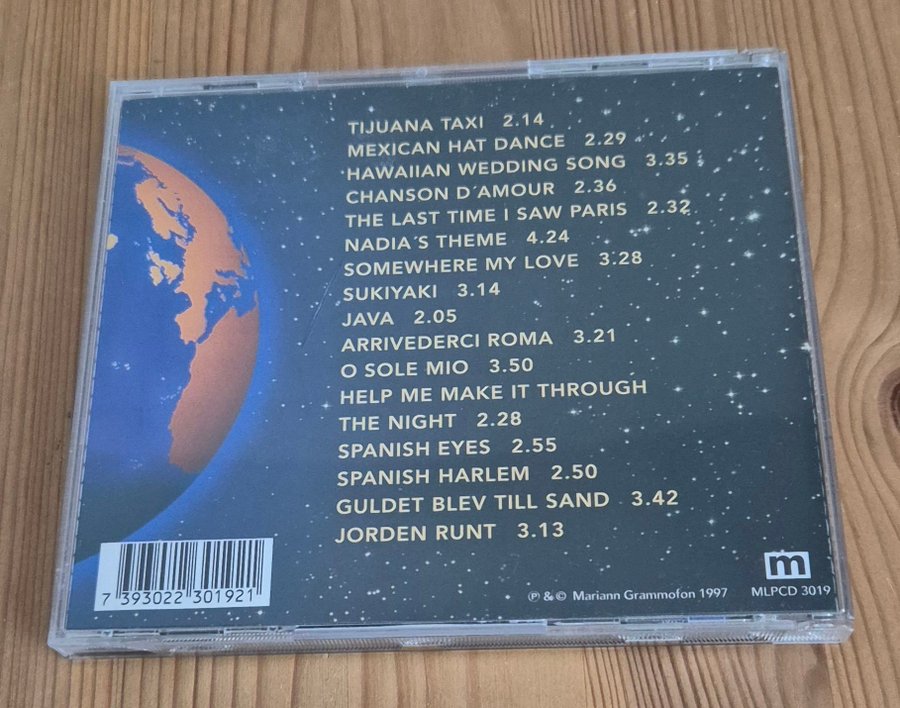 TIJUANA TAXI 2.14
MEXICAN HAT DANCE 2.29
HAWAIIAN WEDDING SONG 3.35
CHANSON D´AMOUR 2.36
THE LAST TIME I SAW PARIS 2.32
NADIA´S THEME 4.24
SOMEWHERE MY LOVE 3.28
SUKIYAKI 3.14
JAVA 2.05
ARRIVEDERCI ROMA 3.21
O SOLE MIO 3.50
HELP ME MAKE IT THROUGH
THE NIGHT 2.28
SPANISH EYES 2.55
SPANISH HARLEM 2.50
GULDET BLEV TILL SAND 3.42
JORDEN RUNT 3.13
7 393022 301921
℗ & © Mariann Grammofon 1997
m
MLPCD 3019